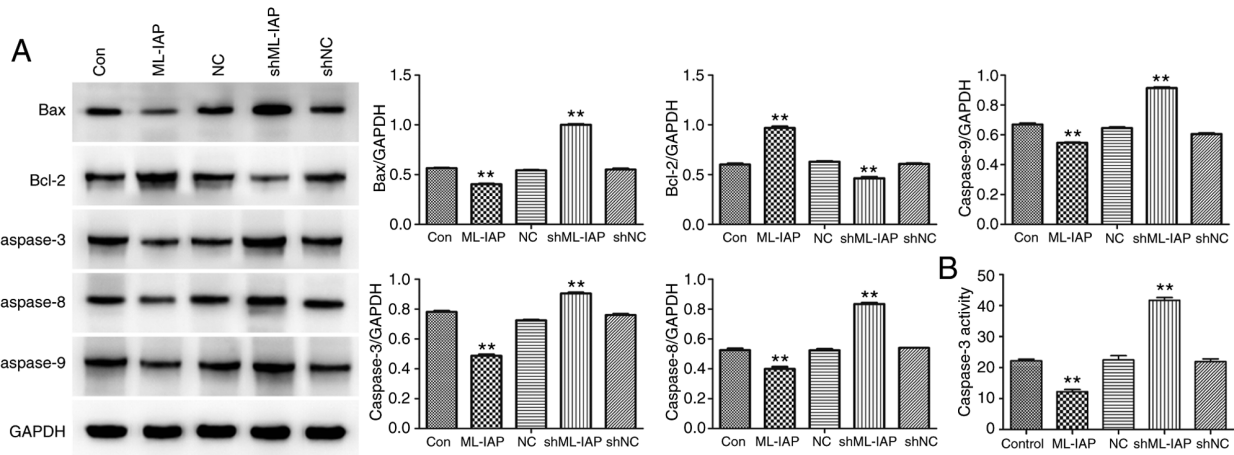 A
Con
ML-IAP
NC
shML-IAP
shNC
Bax
Bcl-2
aspase-3
aspase-8
aspase-9
GAPDH
Bax/GAPDH
1.5
1.0
0.5
0.0
Con ML-IAP NC shML-IAP shNC
**
**
Bcl-2/GAPDH
1.5
1.0
0.5
0.0
Con ML-IAP NC shML-IAP shNC
**
**
Caspase-9/GAPDH
1.0
0.8
0.6
0.4
0.2
0.0
Con ML-IAP NC shML-IAP shNC
**
**
Caspase-3/GAPDH
1.0
0.8
0.6
0.4
0.2
0.0
Con ML-IAP NC shML-IAP shNC
**
**
Caspase-8/GAPDH
1.0
0.8
0.6
0.4
0.2
0.0
Con ML-IAP NC shML-IAP shNC
**
**
B
Caspase-3 activity
50
40
30
20
10
0
Control ML-IAP NC shML-IAP shNC
**
**